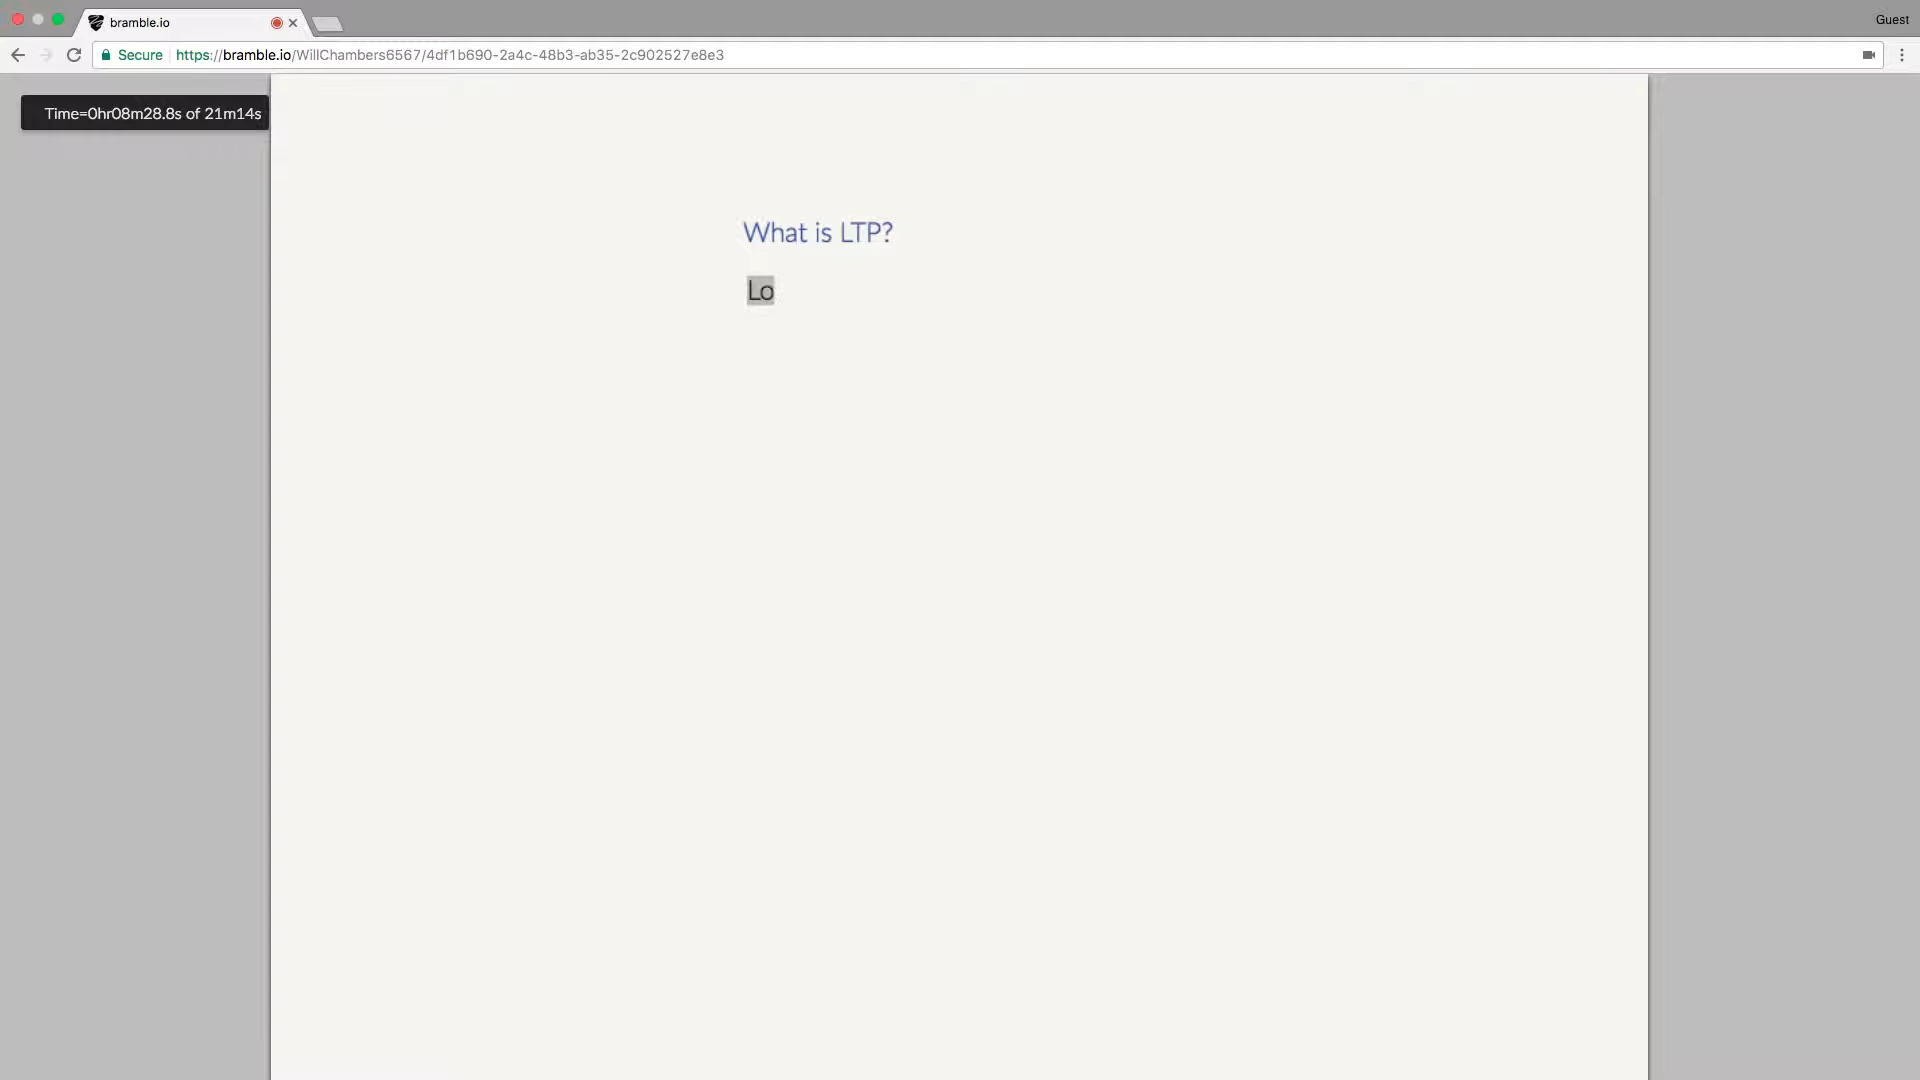 bramble.io
Guest
Secure https://bramble.io/WillChambers6567/4df1b690-2a4c-48b3-ab35-2c902527e8e3
Time=0hr08m28.8s of 21m14s
What is LTP?
Lo